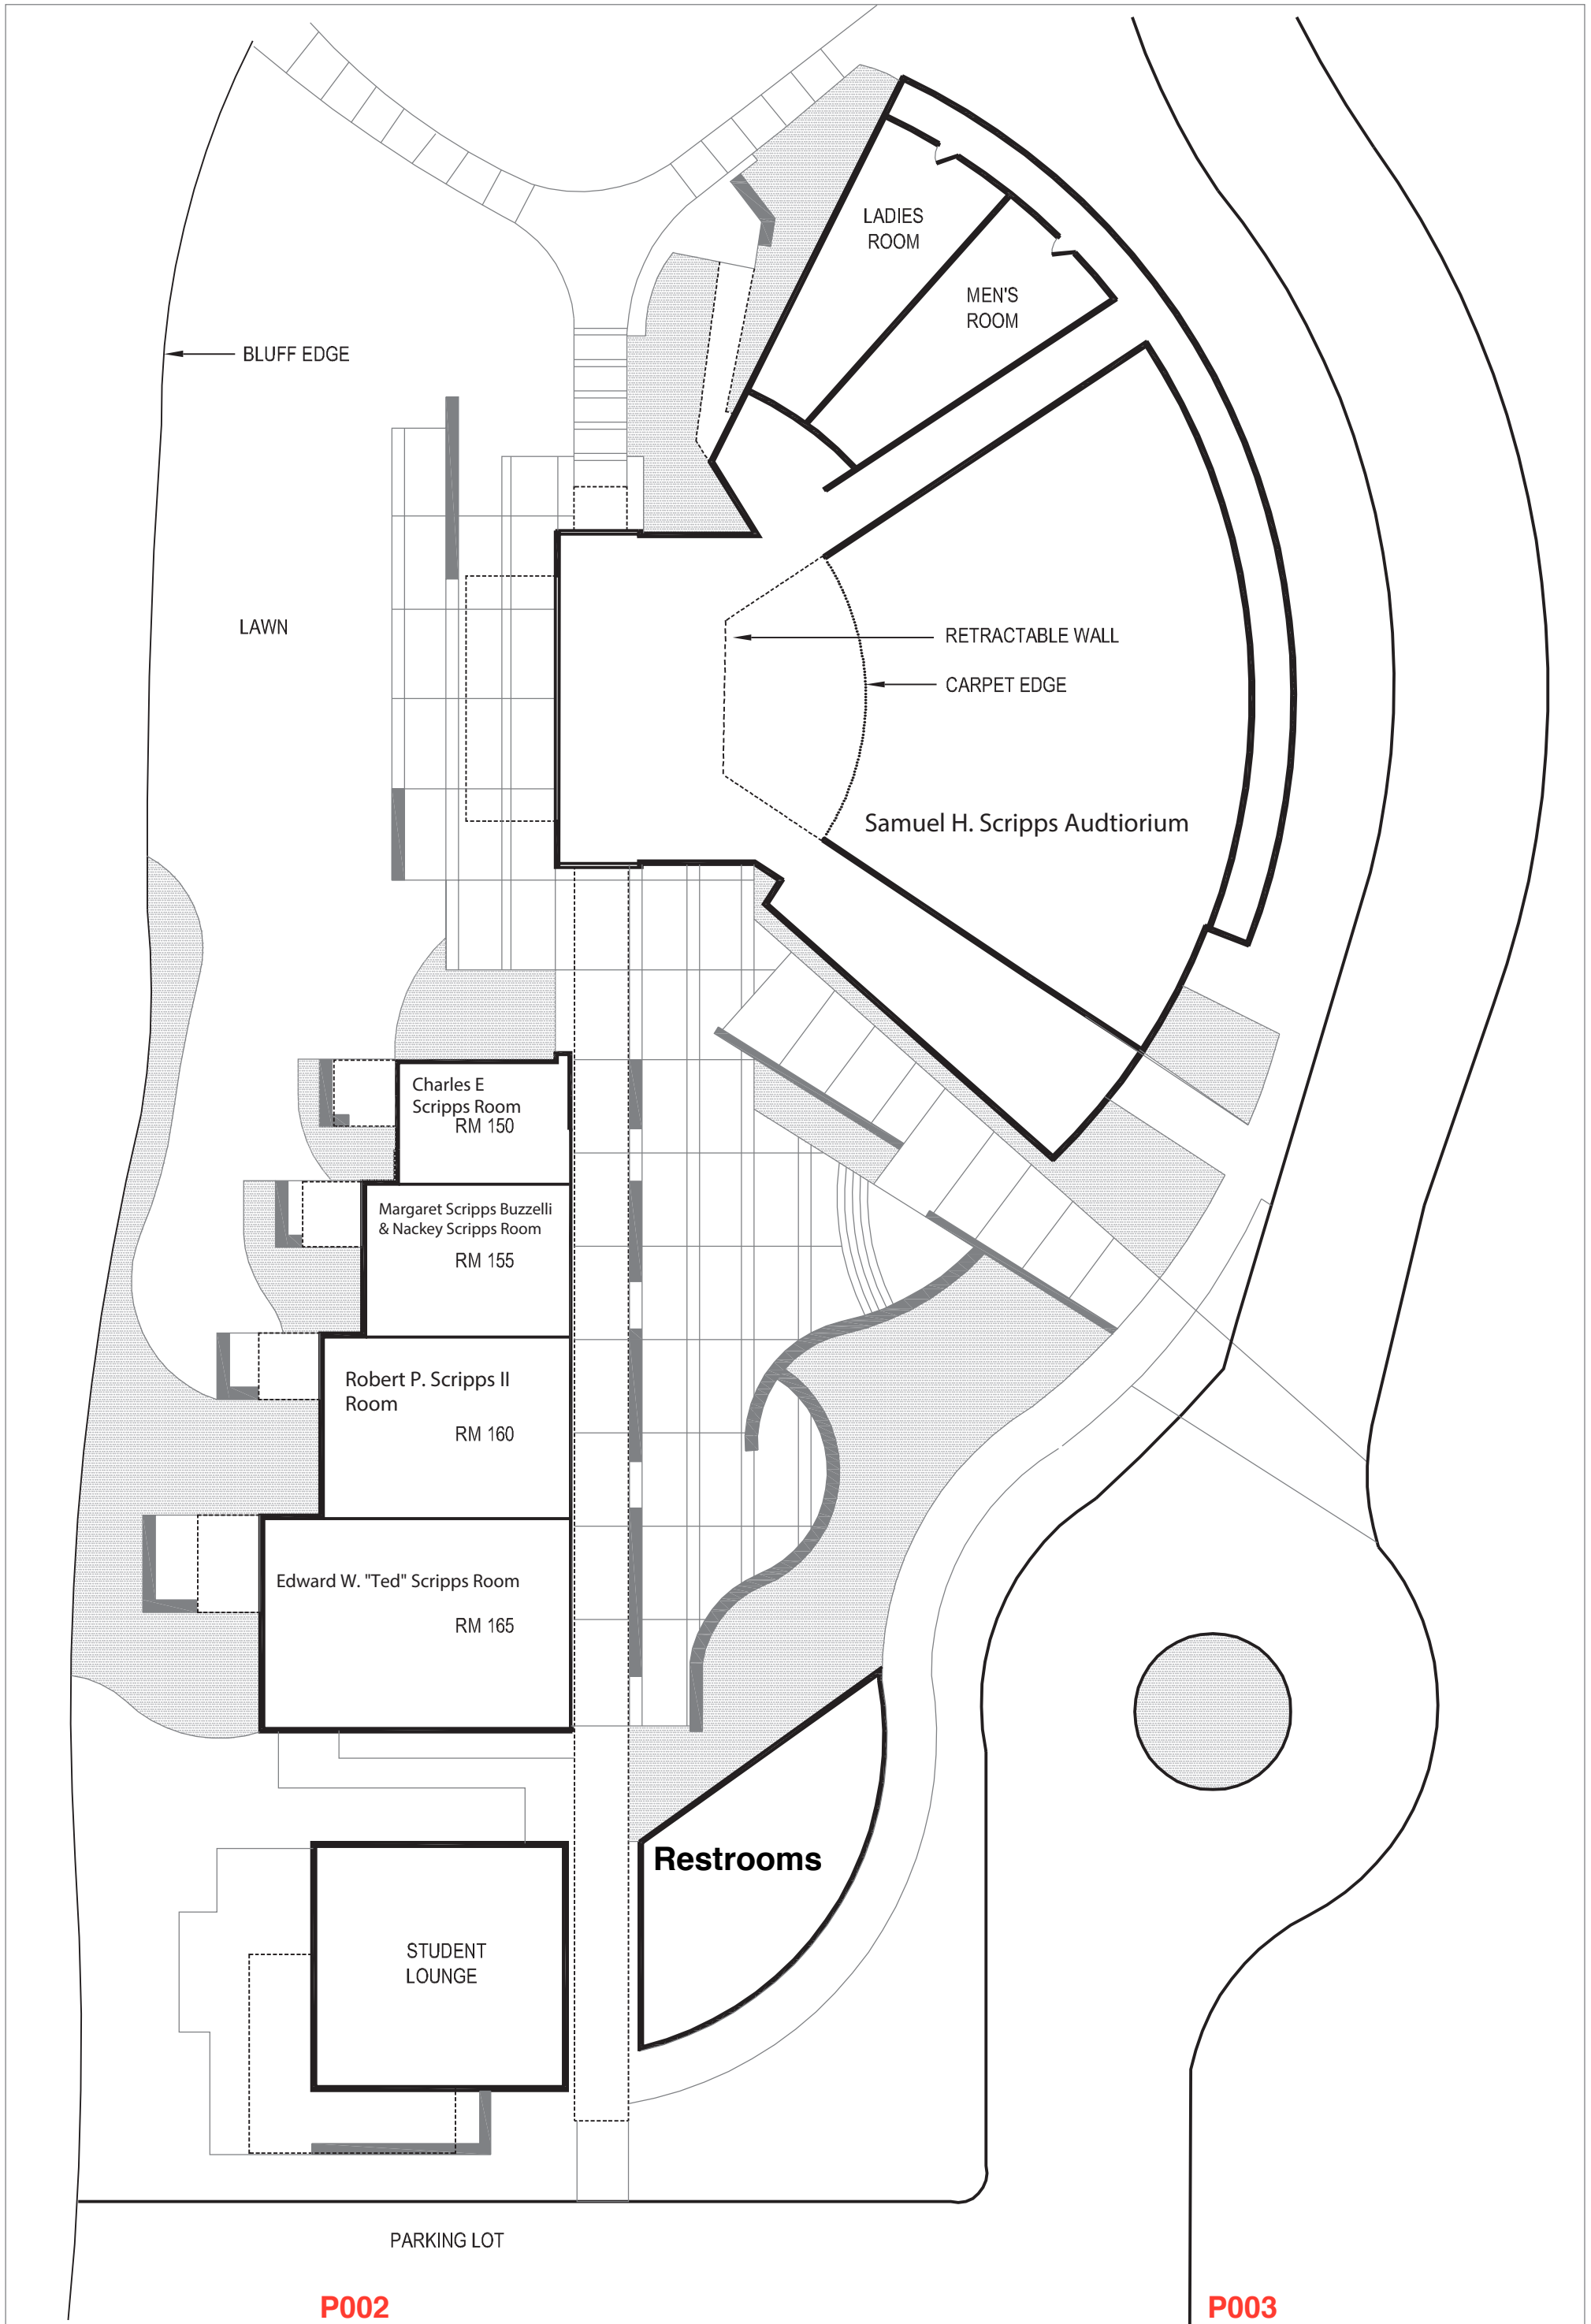 LADIES
ROOM
MEN'S
ROOM
BLUFF EDGE
LAWN
RETRACTABLE WALL
CARPET EDGE
Samuel H. Scripps Audtiorium
Charles E
Scripps Room
RM 150
Margaret Scripps Buzzelli
& Nackey Scripps Room
RM 155
Robert P. Scripps II
Room
RM 160
Edward W. "Ted" Scripps Room
RM 165
Restrooms
STUDENT
LOUNGE
PARKING LOT
P002
P003